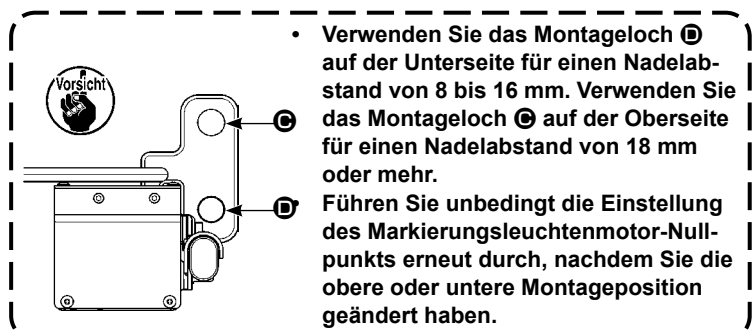 Vorsicht
• Verwenden Sie das Montageloch Ⓓ
auf der Unterseite für einen Nadelab-
stand von 8 bis 16 mm. Verwenden Sie
das Montageloch Ⓒ auf der Oberseite
für einen Nadelabstand von 18 mm
oder mehr.
• Führen Sie unbedingt die Einstellung
des Markierungsleuchtenmotor-Null-
punkts erneut durch, nachdem Sie die
obere oder untere Montageposition
geändert haben.
Ⓒ
Ⓓ